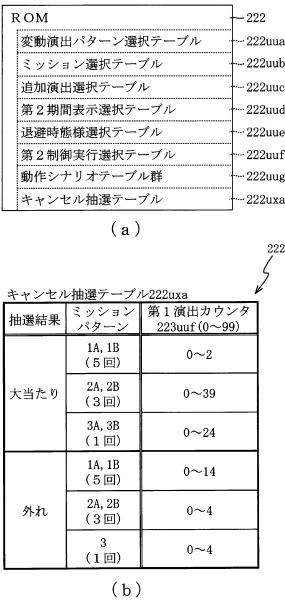 ROM 222
変動演出パターン選択テーブル 222uua
ミッション選択テーブル 222uub
追加演出選択テーブル 222uuc
第2期間表示選択テーブル 222uud
退避時態様選択テーブル 222uue
第2制御実行選択テーブル 222uuf
動作シナリオテーブル群 222uug
キャンセル抽選テーブル 222uxa
(a)
222
キャンセル抽選テーブル222uxa
抽選結果 ミッションパターン 第1演出カウンタ223uuf(0〜99)
大当たり
1A,1B
(5回)
0〜2
2A,2B
(3回)
0〜39
3A,3B
(1回)
0〜24
外れ
1A,1B
(5回)
0〜14
2A,2B
(3回)
0〜4
3
(1回)
0〜4
(b)